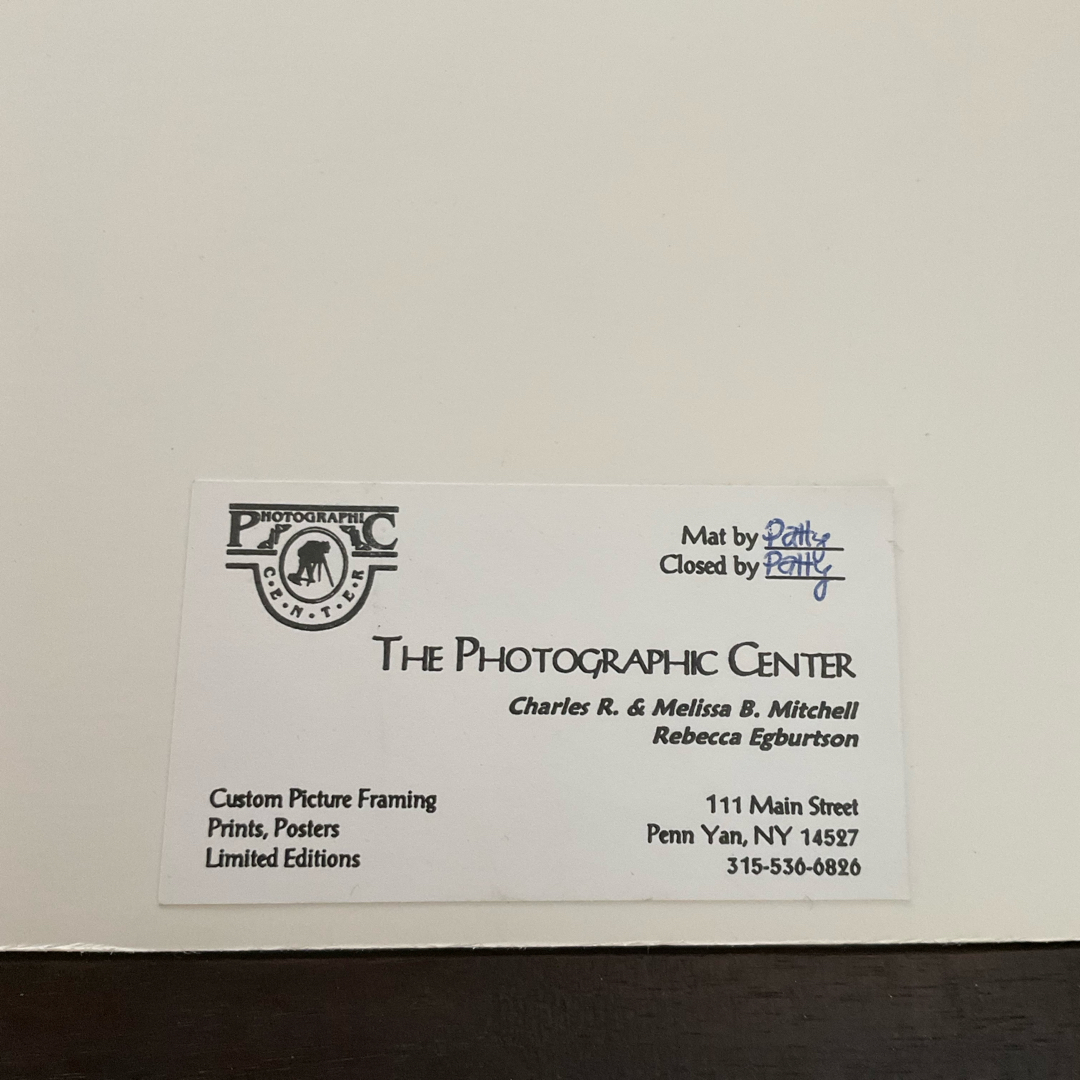 PHOTOGRAPHIC
C·E·N·T·E·R
Mat by Patty
Closed by Patty
THE PHOTOGRAPHIC CENTER
Charles R. & Melissa B. Mitchell
Rebecca Egburtson
Custom Picture Framing
Prints, Posters
Limited Editions
111 Main Street
Penn Yan, NY 14527
315-536-6826